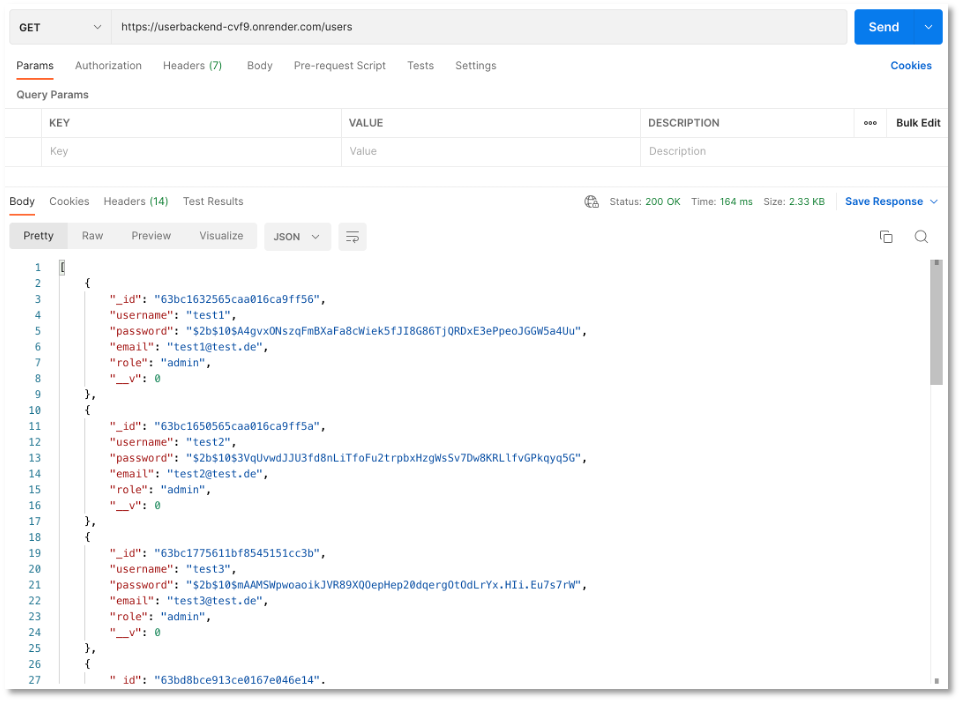 GET https://userbackend-cvf9.onrender.com/users Send
Params Authorization Headers (7) Body Pre-request Script Tests Settings Cookies
Query Params
KEY VALUE DESCRIPTION ooo Bulk Edit
Key Value Description
Body Cookies Headers (14) Test Results Status: 200 OK Time: 164 ms Size: 2.33 KB Save Response
Pretty Raw Preview Visualize JSON
1 [
2 {
3 "_id": "63bc1632565caa016ca9ff56",
4 "username": "test1",
5 "password": "$2b$10$A4gvxONszqFmBXaFa8cWiek5fJI8G86TjQRDxE3ePpeoJGGW5a4Uu",
6 "email": "test1@test.de",
7 "role": "admin",
8 "__v": 0
9 },
10 {
11 "_id": "63bc1650565caa016ca9ff5a",
12 "username": "test2",
13 "password": "$2b$10$3VqUvwdJJU3fd8nLiTfoFu2trpbxHzgWsSv7Dw8KRLlfvGPkqyq5G",
14 "email": "test2@test.de",
15 "role": "admin",
16 "__v": 0
17 },
18 {
19 "_id": "63bc1775611bf8545151cc3b",
20 "username": "test3",
21 "password": "$2b$10$mAAMSWpwoaoikJVR89XQOepHep20dqergOtOdLrYx.HIi.Eu7s7rW",
22 "email": "test3@test.de",
23 "role": "admin",
24 "__v": 0
25 },
26 {
27 "_id": "63bd8bce913ce0167e046e14",